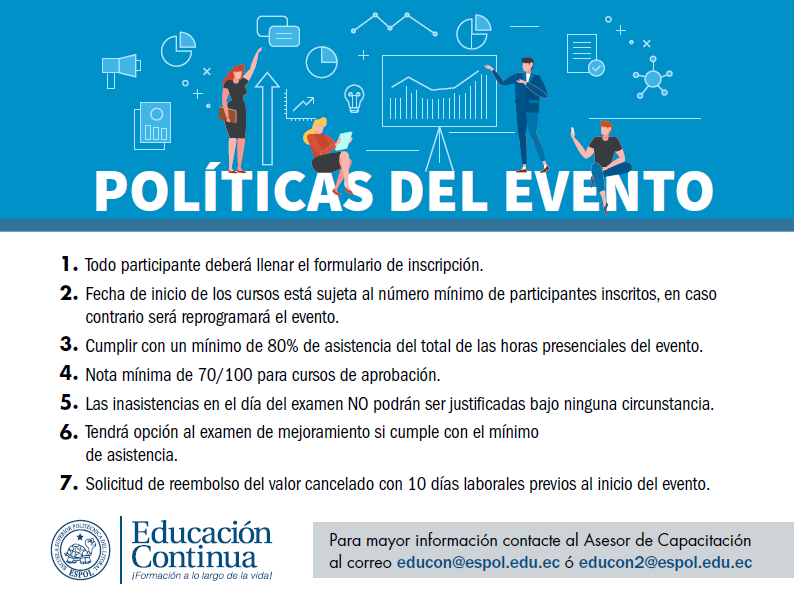 POLÍTICAS DEL EVENTO
1. Todo participante deberá llenar el formulario de inscripción.
2. Fecha de inicio de los cursos está sujeta al número mínimo de participantes inscritos, en caso
contrario será reprogramará el evento.
3. Cumplir con un mínimo de 80% de asistencia del total de las horas presenciales del evento.
4. Nota mínima de 70/100 para cursos de aprobación.
5. Las inasistencias en el día del examen NO podrán ser justificadas bajo ninguna circunstancia.
6. Tendrá opción al examen de mejoramiento si cumple con el mínimo
de asistencia.
7. Solicitud de reembolso del valor cancelado con 10 días laborales previos al inicio del evento.
ESCUELA SUPERIOR POLITÉCNICA DEL LITORAL
ESPOL
Educación
Continua
¡Formación a lo largo de la vida!
Para mayor información contacte al Asesor de Capacitación
al correo educon@espol.edu.ec ó educon2@espol.edu.ec